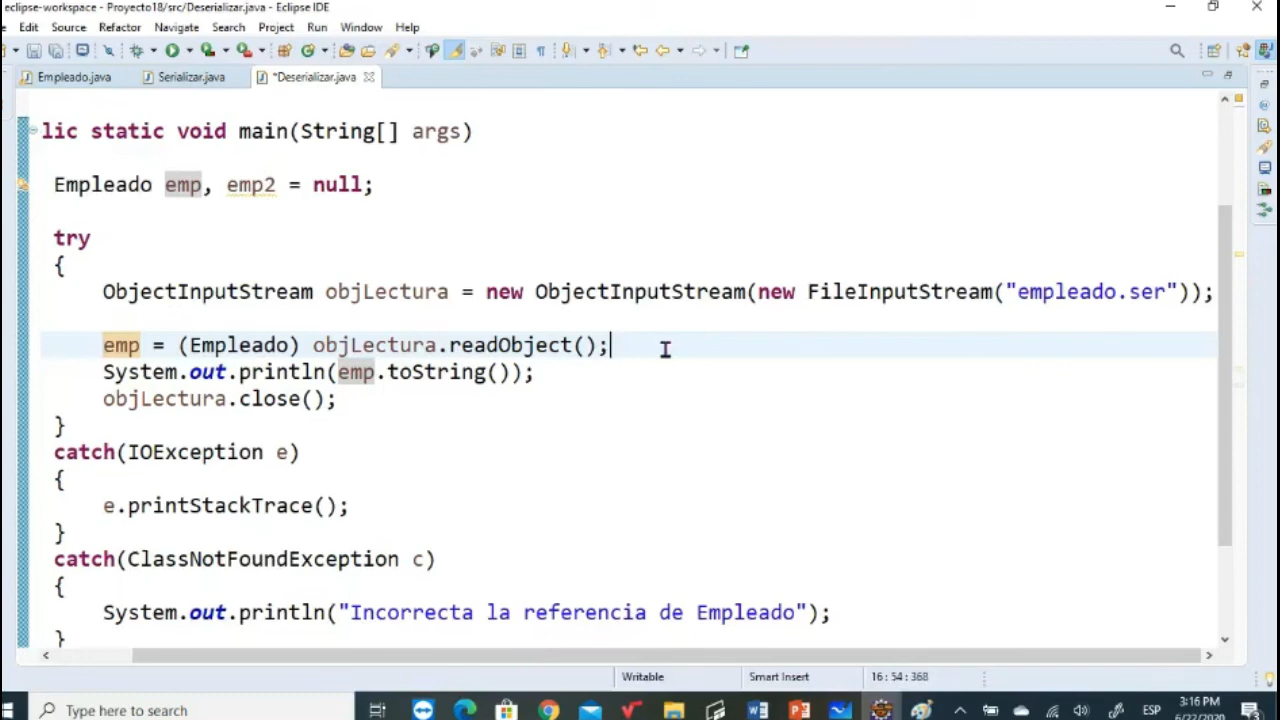 eclipse-workspace - Proyecto18/src/Deserializar.java - Eclipse IDE
Edit Source Refactor Navigate Search Project Run Window Help
Empleado.java Serializar.java *Deserializar.java
lic static void main(String[] args)
Empleado emp, emp2 = null;
try
{
ObjectInputStream objLectura = new ObjectInputStream(new FileInputStream("empleado.ser"));
emp = (Empleado) objLectura.readObject();
System.out.println(emp.toString());
objLectura.close();
}
catch(IOException e)
{
e.printStackTrace();
}
catch(ClassNotFoundException c)
{
System.out.println("Incorrecta la referencia de Empleado");
}
Writable Smart Insert 16 : 54 : 368
Type here to search ESP 3:16 PM
6/22/2020